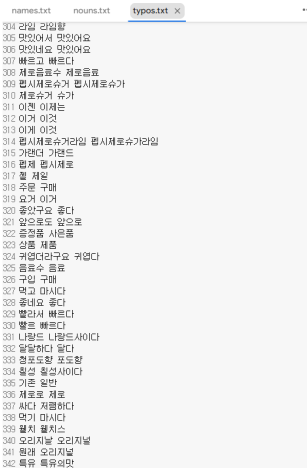 names.txt nouns.txt typos.txt ×
304 라임 라임향
305 맛있어서 맛있어요
306 맛있네요 맛있어요
307 빠르고 빠르다
308 제로음료수 제로음료
309 펩시제로슈거 펩시제로슈가
310 제로슈거 슈가
311 이젠 이제는
312 이거 이것
313 이게 이것
314 펩시제로슈거라임 펩시제로슈가라임
315 가랜더 가랜드
316 펩제 펩시제로
317 젤 제일
318 주문 구매
319 요거 이거
320 좋았구요 좋다
321 앞으로도 앞으로
322 증정품 사은품
323 상품 제품
324 귀엽더라구요 귀엽다
325 음료수 음료
326 구입 구매
327 먹고 마시다
328 좋네요 좋다
329 빨라서 빠르다
330 빨르 빠르다
331 나랑드 나랑드사이다
332 달달하다 달다
333 청포도향 포도향
334 칠성 칠성사이다
335 기존 일반
336 제로로 제로
337 싸다 저렴하다
338 먹기 마시다
339 웰치 웰치스
340 오리지날 오리지널
341 원래 오리지널
342 특유 특유의맛